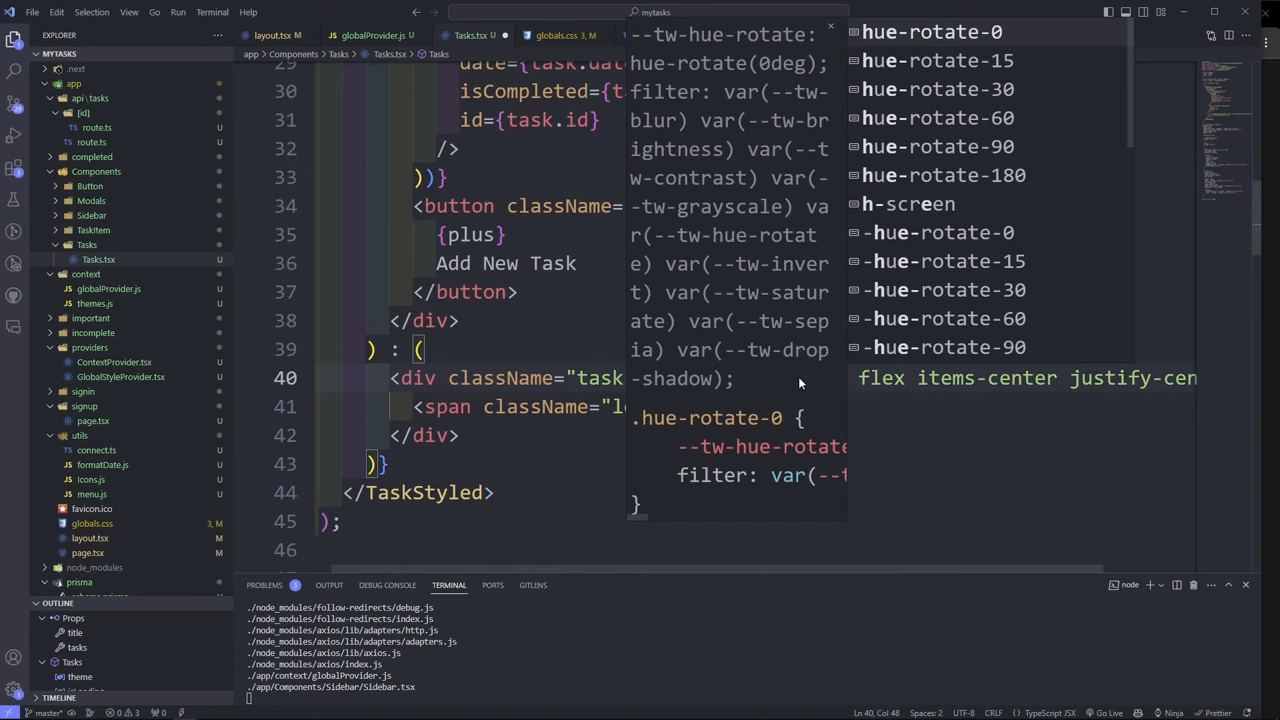 File Edit Selection View Go Run Terminal Help
mytasks
EXPLORER
layout.tsx M
globalProvider.js U
Tasks.tsx U
globals.css 3, M
app > Components > Tasks > Tasks.tsx > Tasks
MYTASKS
.next
app
api\tasks
[id]
route.ts U
route.ts U
completed
Components
Button
Modals
Sidebar
TaskItem
Tasks
Tasks.tsx U
context
globalProvider.js U
themes.js U
important
incomplete
providers
ContextProvider.tsx U
GlobalStyleProvider.tsx U
signin
signup
page.tsx U
utils
connect.ts U
formatDate.js U
Icons.js U
menu.js U
favicon.ico
globals.css 3, M
layout.tsx M
page.tsx M
node_modules
prisma
OUTLINE
Props
title
tasks
Tasks
theme
TIMELINE
29 date={task.dat
30 isCompleted={t
31 id={task.id}
32 />
33 ))}
34 <button className=
35 {plus}
36 Add New Task
37 </button>
38 </div>
39 ) : (
40 <div className="task flex items-center justify-cen
41 <span className="l
42 </div>
43 )}
44 </TaskStyled>
45 );
46
--tw-hue-rotate:
hue-rotate(0deg);
filter: var(--tw-
blur) var(--tw-br
ightness) var(--t
w-contrast) var(-
-tw-grayscale) va
r(--tw-hue-rotat
e) var(--tw-inver
t) var(--tw-satur
ate) var(--tw-sep
ia) var(--tw-drop
-shadow);
.hue-rotate-0 {
--tw-hue-rotate
filter: var(--t
}
hue-rotate-0
hue-rotate-15
hue-rotate-30
hue-rotate-60
hue-rotate-90
hue-rotate-180
h-screen
-hue-rotate-0
-hue-rotate-15
-hue-rotate-30
-hue-rotate-60
-hue-rotate-90
PROBLEMS 3 OUTPUT DEBUG CONSOLE TERMINAL PORTS GITLENS
node
./node_modules/follow-redirects/debug.js
./node_modules/follow-redirects/index.js
./node_modules/axios/lib/adapters/http.js
./node_modules/axios/lib/adapters/adapters.js
./node_modules/axios/lib/axios.js
./node_modules/axios/index.js
./app/context/globalProvider.js
./app/Components/Sidebar/Sidebar.tsx
master* 0 3 0 Ln 40, Col 48 Spaces: 2 UTF-8 CRLF TypeScript JSX Go Live Ninja Prettier